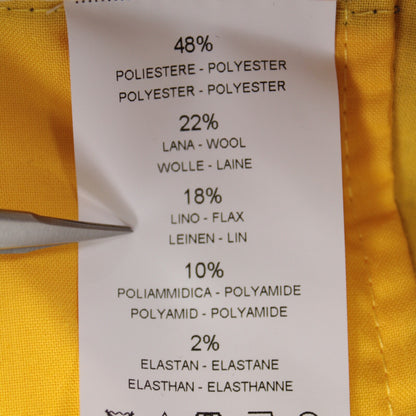 48%
POLIESTERE - POLYESTER
POLYESTER - POLYESTER
22%
LANA - WOOL
WOLLE - LAINE
18%
LINO - FLAX
LEINEN - LIN
10%
POLIAMMIDICA - POLYAMIDE
POLYAMID - POLYAMIDE
2%
ELASTAN - ELASTANE
ELASTHAN - ELASTHANNE